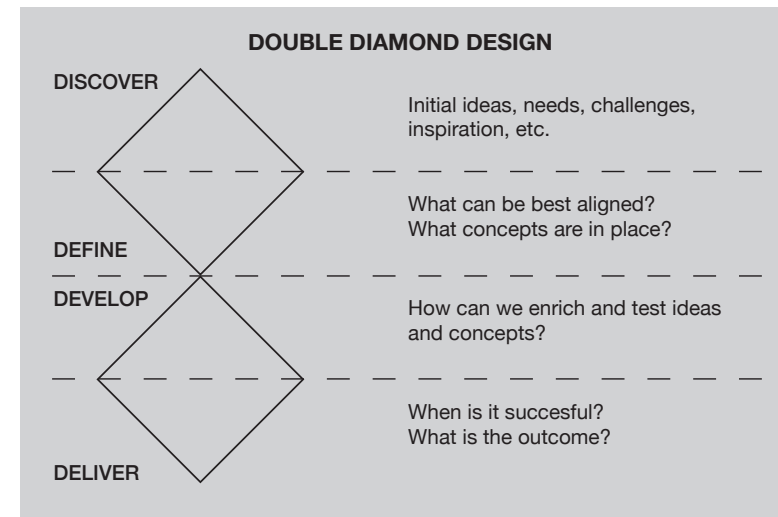 DOUBLE DIAMOND DESIGN
DISCOVER
Initial ideas, needs, challenges,
inspiration, etc.
What can be best aligned?
What concepts are in place?
DEFINE
DEVELOP
How can we enrich and test ideas
and concepts?
When is it succesful?
What is the outcome?
DELIVER